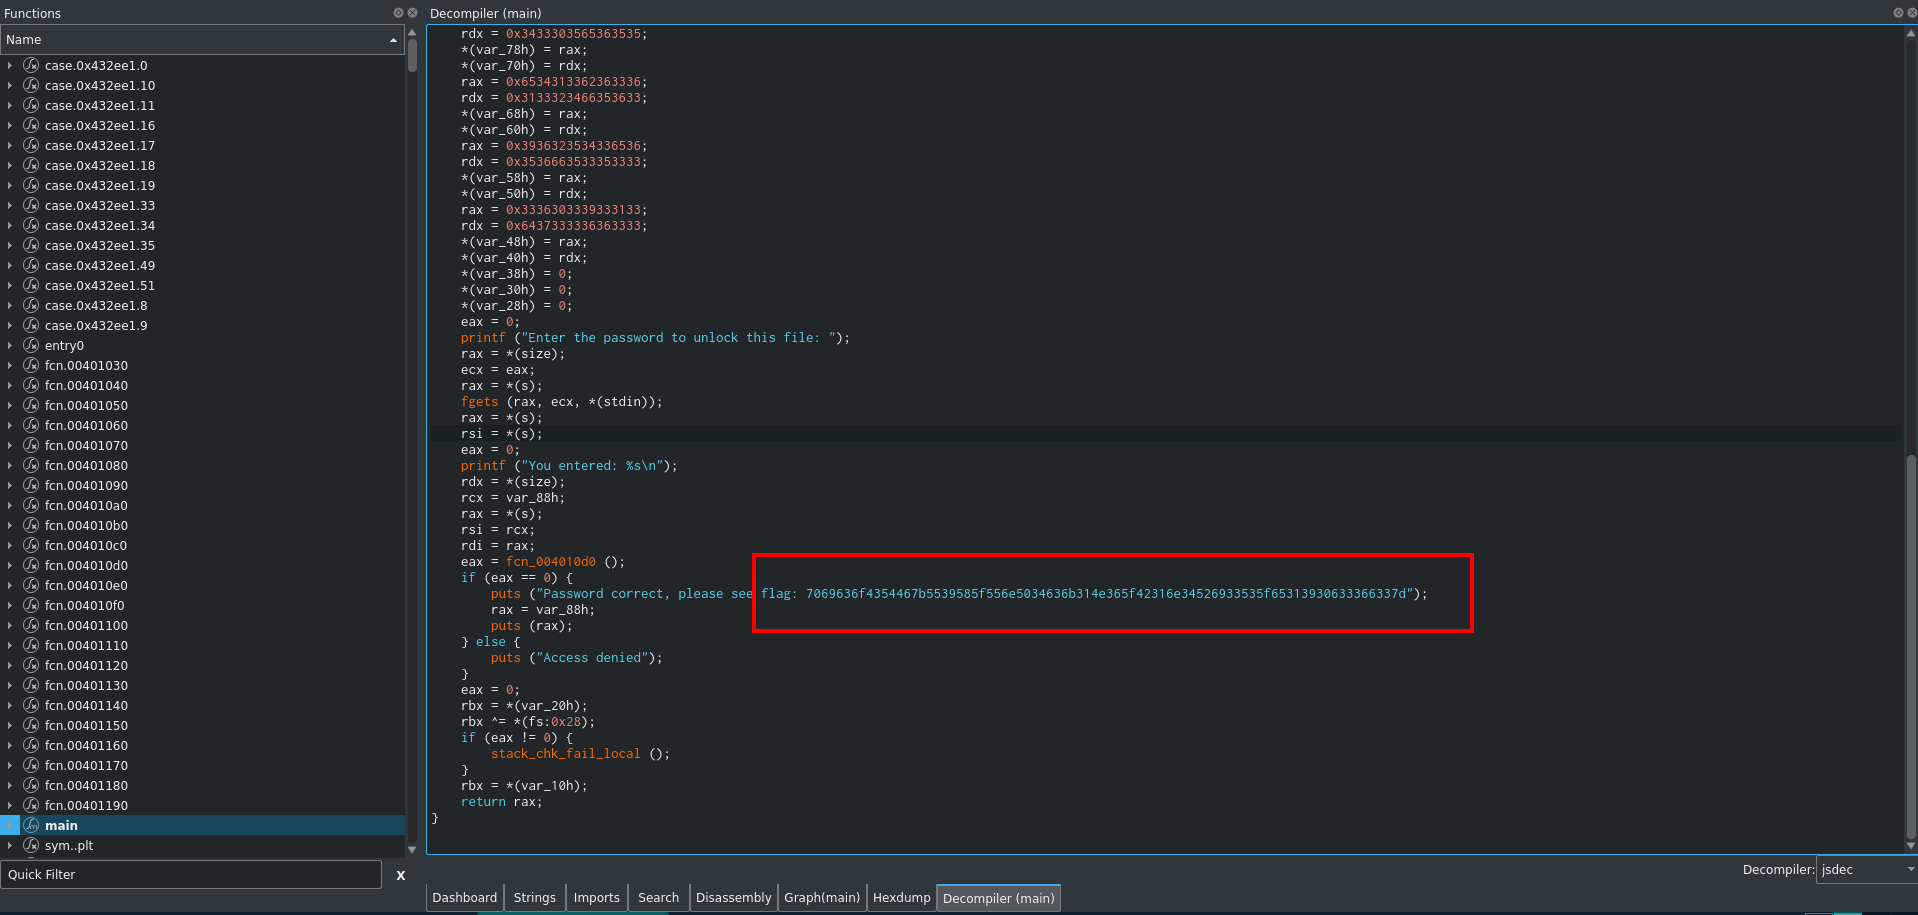 Functions
Name
case.0x432ee1.0
case.0x432ee1.10
case.0x432ee1.11
case.0x432ee1.16
case.0x432ee1.17
case.0x432ee1.18
case.0x432ee1.19
case.0x432ee1.33
case.0x432ee1.34
case.0x432ee1.35
case.0x432ee1.49
case.0x432ee1.51
case.0x432ee1.8
case.0x432ee1.9
entry0
fcn.00401030
fcn.00401040
fcn.00401050
fcn.00401060
fcn.00401070
fcn.00401080
fcn.00401090
fcn.004010a0
fcn.004010b0
fcn.004010c0
fcn.004010d0
fcn.004010e0
fcn.004010f0
fcn.00401100
fcn.00401110
fcn.00401120
fcn.00401130
fcn.00401140
fcn.00401150
fcn.00401160
fcn.00401170
fcn.00401180
fcn.00401190
main
sym..plt
Quick Filter
X
Decompiler (main)
rdx = 0x3433303565363535;
*(var_78h) = rax;
*(var_70h) = rdx;
rax = 0x6534313362363336;
rdx = 0x3133323466353633;
*(var_68h) = rax;
*(var_60h) = rdx;
rax = 0x3936323534336536;
rdx = 0x3536663533353333;
*(var_58h) = rax;
*(var_50h) = rdx;
rax = 0x3336303339333133;
rdx = 0x6437333336363333;
*(var_48h) = rax;
*(var_40h) = rdx;
*(var_38h) = 0;
*(var_30h) = 0;
*(var_28h) = 0;
eax = 0;
printf ("Enter the password to unlock this file: ");
rax = *(size);
ecx = eax;
rax = *(s);
fgets (rax, ecx, *(stdin));
rax = *(s);
rsi = *(s);
eax = 0;
printf ("You entered: %s\n");
rdx = *(size);
rcx = var_88h;
rax = *(s);
rsi = rcx;
rdi = rax;
eax = fcn_004010d0 ();
if (eax == 0) {
puts ("Password correct, please see flag: 7069636f4354467b5539585f556e5034636b314e365f42316e34526933535f65313930633366337d");
rax = var_88h;
puts (rax);
} else {
puts ("Access denied");
}
eax = 0;
rbx = *(var_20h);
rbx ^= *(fs:0x28);
if (eax != 0) {
stack_chk_fail_local ();
}
rbx = *(var_10h);
return rax;
}
Decompiler: jsdec
Dashboard Strings Imports Search Disassembly Graph(main) Hexdump Decompiler (main)